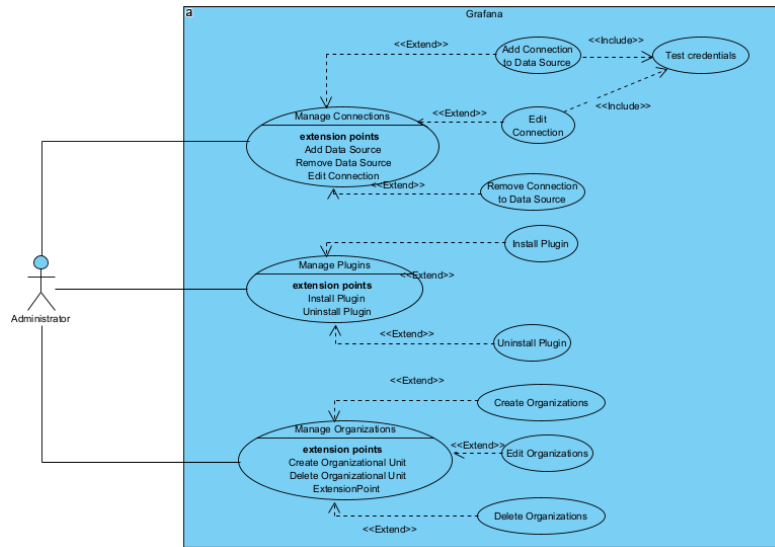 a
Grafana
<<Extend>>
Add Connection
to Data Source
<<Include>>
Test credentials
Manage Connections
extension points
Add Data Source
Remove Data Source
Edit Connection
<<Extend>>
Edit
Connection
<<Include>>
<<Extend>>
Remove Connection
to Data Source
Install Plugin
Manage Plugins
extension points
Install Plugin
Uninstall Plugin
<<Extend>>
Administrator
<<Extend>>
Uninstall Plugin
<<Extend>>
Create Organizations
Manage Organizations
extension points
Create Organizational Unit
Delete Organizational Unit
ExtensionPoint
<<Extend>>
Edit Organizations
<<Extend>>
Delete Organizations